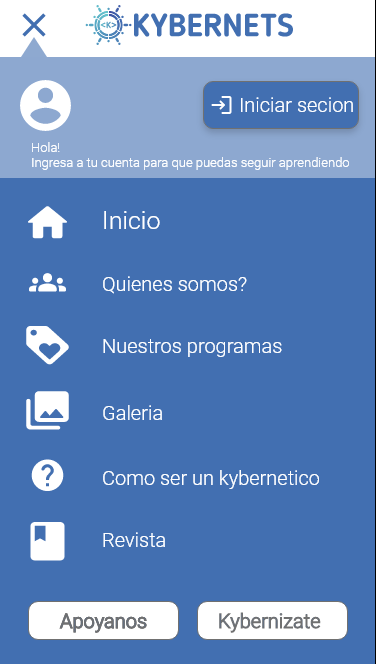 <K> KYBERNETS
Iniciar secion
Hola!
Ingresa a tu cuenta para que puedas seguir aprendiendo
Inicio
Quienes somos?
Nuestros programas
Galeria
Como ser un kybernetico
Revista
Apoyanos
Kybernizate